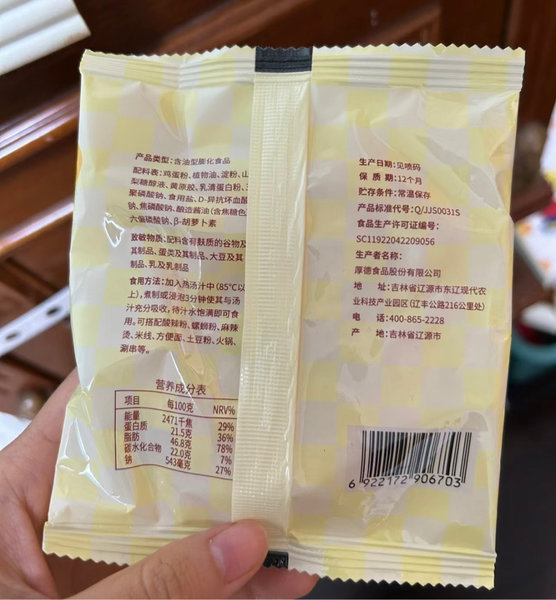 产品类型：含油型膨化食品
配料表：鸡蛋粉、植物油、淀粉、山
梨糖醇液、黄原胶、乳清蛋白粉、三
聚磷酸钠、食用盐、D-异抗坏血酸
钠、焦磷酸钠、酿造酱油(含焦糖色)
六偏磷酸钠、β-胡萝卜素
致敏物质：配料含有麸质的谷物及
其制品、蛋类及其制品、大豆及其
制品、乳及乳制品
食用方法：加入热汤汁中(85℃以
上)，煮制或浸泡3分钟使其与汤
汁充分吸收，待汁水饱满即可食
用。可搭配酸辣粉、螺蛳粉、麻辣
烫、米线、方便面、土豆粉、火锅、
涮串等。
营养成分表
项目 每100克 NRV%
能量 2471千焦 29%
蛋白质 21.5克 36%
脂肪 46.8克 78%
碳水化合物 22.0克 7%
钠 543毫克 27%
生产日期：见喷码
保质期：12个月
贮存条件：常温保存
产品标准代号：Q/JJS0031S
食品生产许可证编号：
SC11922042209056
生产者名称：
厚德食品股份有限公司
地址：吉林省辽源市东辽现代农
业科技产业园区(辽丰公路216公里处)
电话：400-865-2228
产地：吉林省辽源市
6 922172 906703